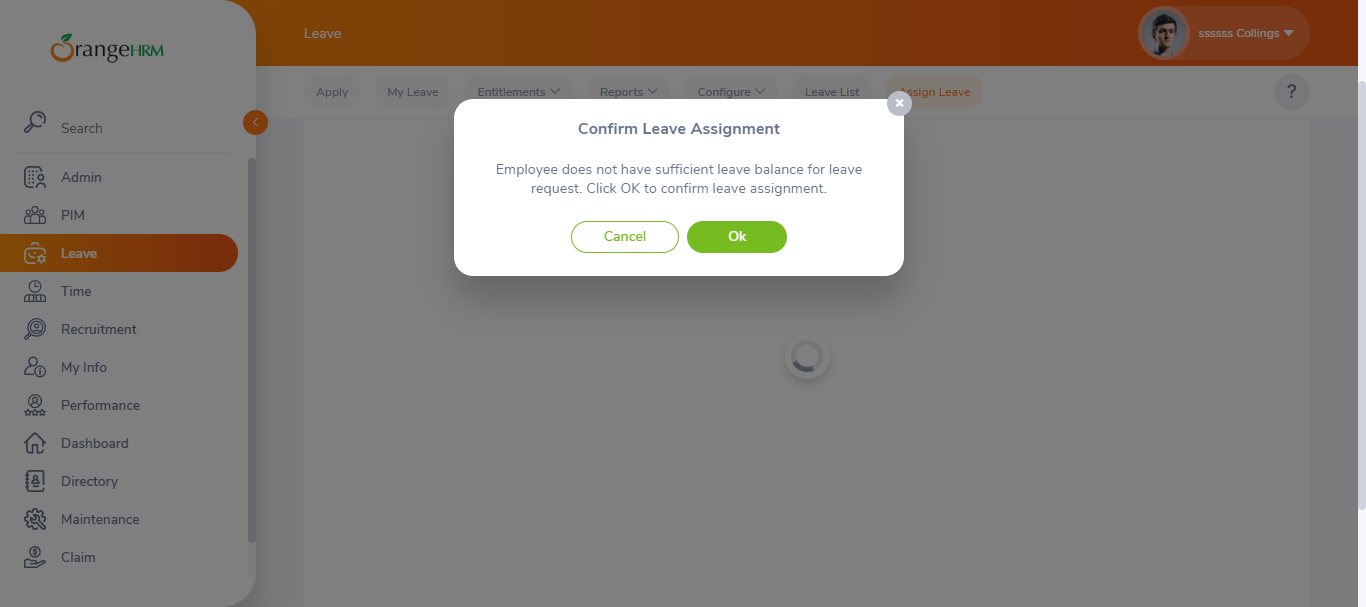 OrangeHRM
Leave
ssssss Collings
Search
Apply
My Leave
Entitlements
Reports
Configure
Leave List
Assign Leave
?
Confirm Leave Assignment
Employee does not have sufficient leave balance for leave
request. Click OK to confirm leave assignment.
Cancel
Ok
Admin
PIM
Leave
Time
Recruitment
My Info
Performance
Dashboard
Directory
Maintenance
Claim